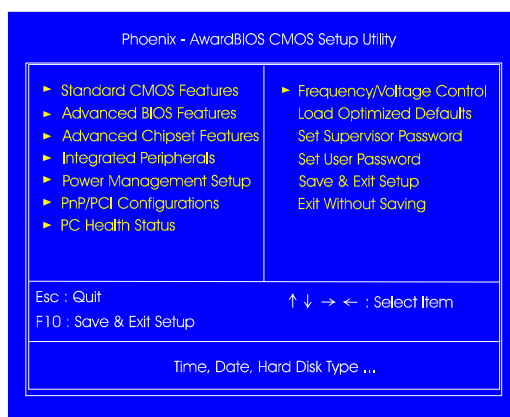 Phoenix - AwardBIOS CMOS Setup Utility
► Standard CMOS Features
► Advanced BIOS Features
► Advanced Chipset Features
► Integrated Peripherals
► Power Management Setup
► PnP/PCI Configurations
► PC Health Status
► Frequency/Voltage Control
Load Optimized Defaults
Set Supervisor Password
Set User Password
Save & Exit Setup
Exit Without Saving
Esc : Quit
F10 : Save & Exit Setup
↑ ↓ → ← : Select Item
Time, Date, Hard Disk Type ...